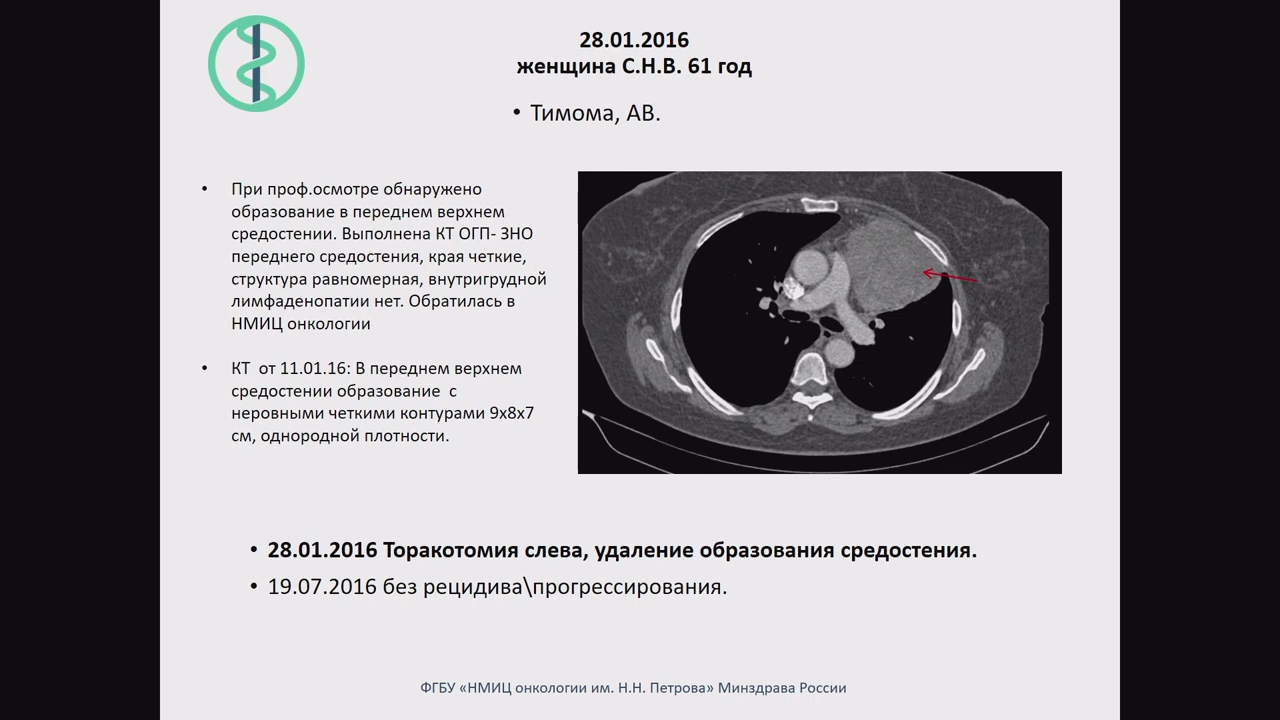 28.01.2016
женщина С.Н.В. 61 год
• Тимома, АВ.
• При проф.осмотре обнаружено
образование в переднем верхнем
средостении. Выполнена КТ ОГП- ЗНО
переднего средостения, края четкие,
структура равномерная, внутригрудной
лимфаденопатии нет. Обратилась в
НМИЦ онкологии
• КТ от 11.01.16: В переднем верхнем
средостении образование с
неровными четкими контурами 9х8х7
см, однородной плотности.
• 28.01.2016 Торакотомия слева, удаление образования средостения.
• 19.07.2016 без рецидива\прогрессирования.
ФГБУ «НМИЦ онкологии им. Н.Н. Петрова» Минздрава России